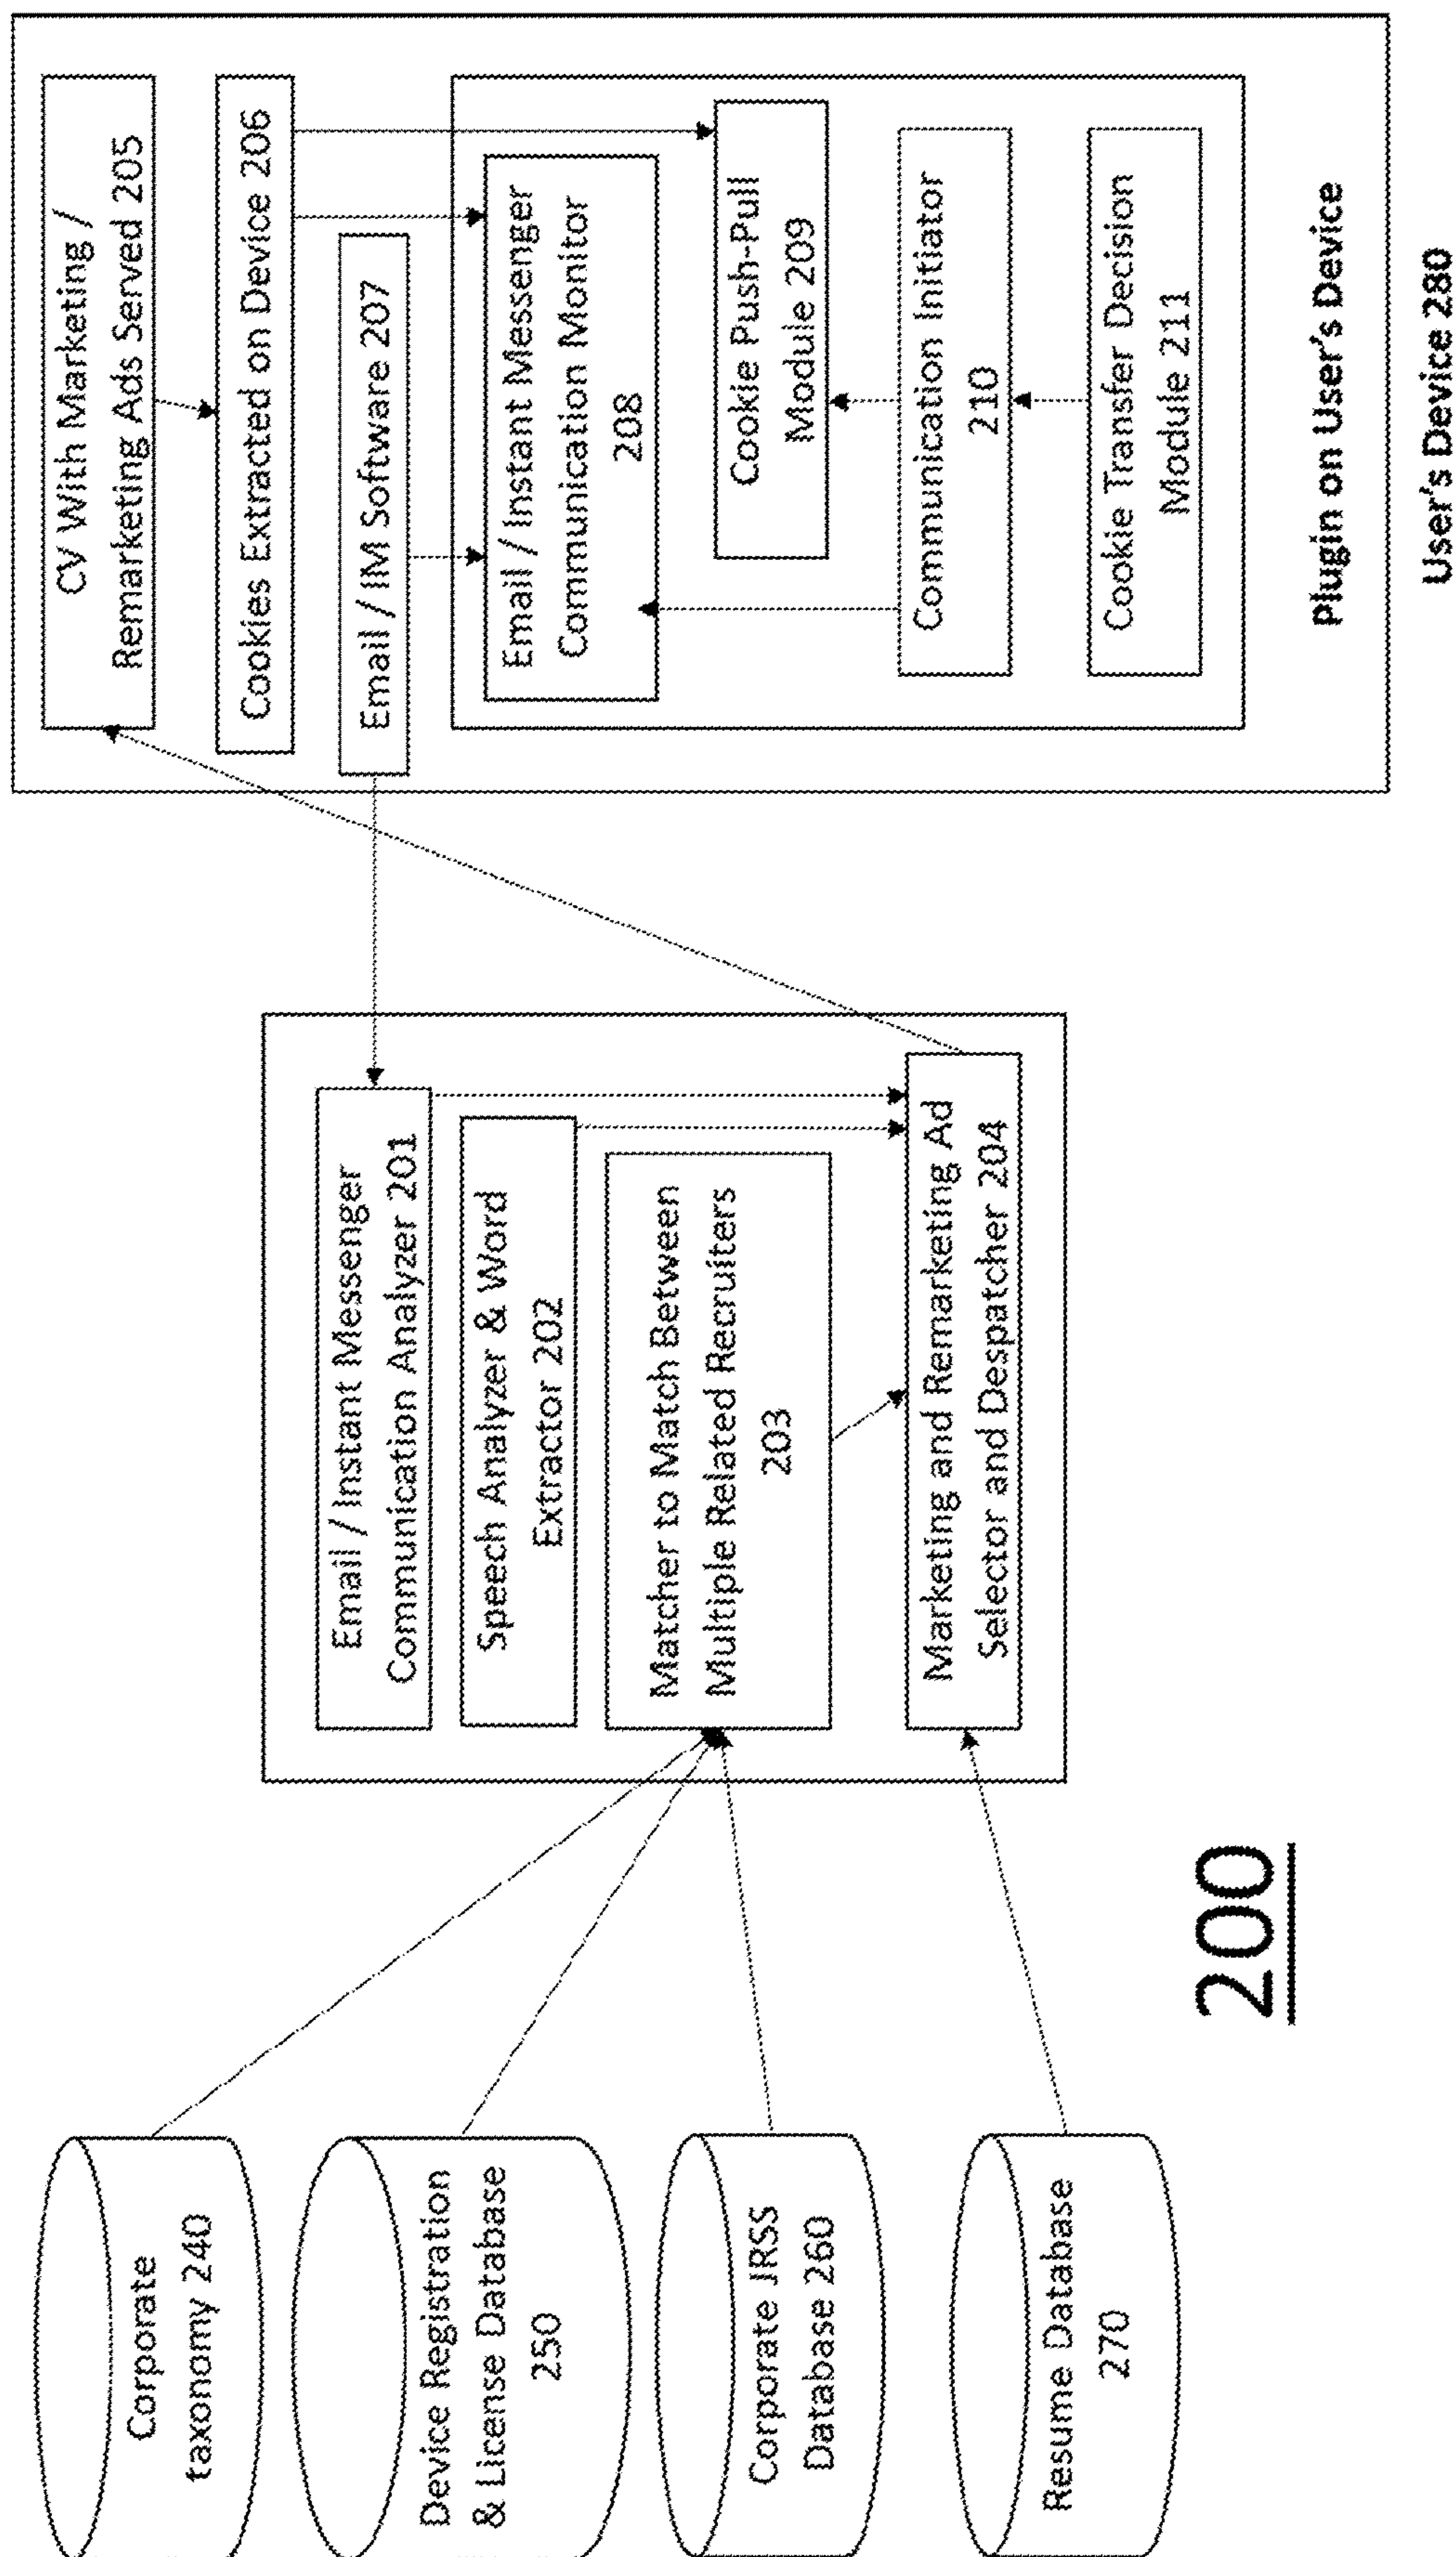 Corporate
taxonomy 240
Device Registration
& License Database
250
Corporate JRSS
Database 260
Resume Database
270
200
Email / Instant Messenger
Communication Analyzer 201
Speech Analyzer & Word
Extractor 202
Matcher to Match Between
Multiple Related Recruiters
203
Marketing and Remarketing Ad
Selector and Despatcher 204
CV With Marketing /
Remarketing Ads Served 205
Cookies Extracted on Device 206
Email / IM Software 207
Email / Instant Messenger
Communication Monitor
208
Cookie Push-Pull
Module 209
Communication Initiator
210
Cookie Transfer Decision
Module 211
Plugin on User's Device
User's Device 280